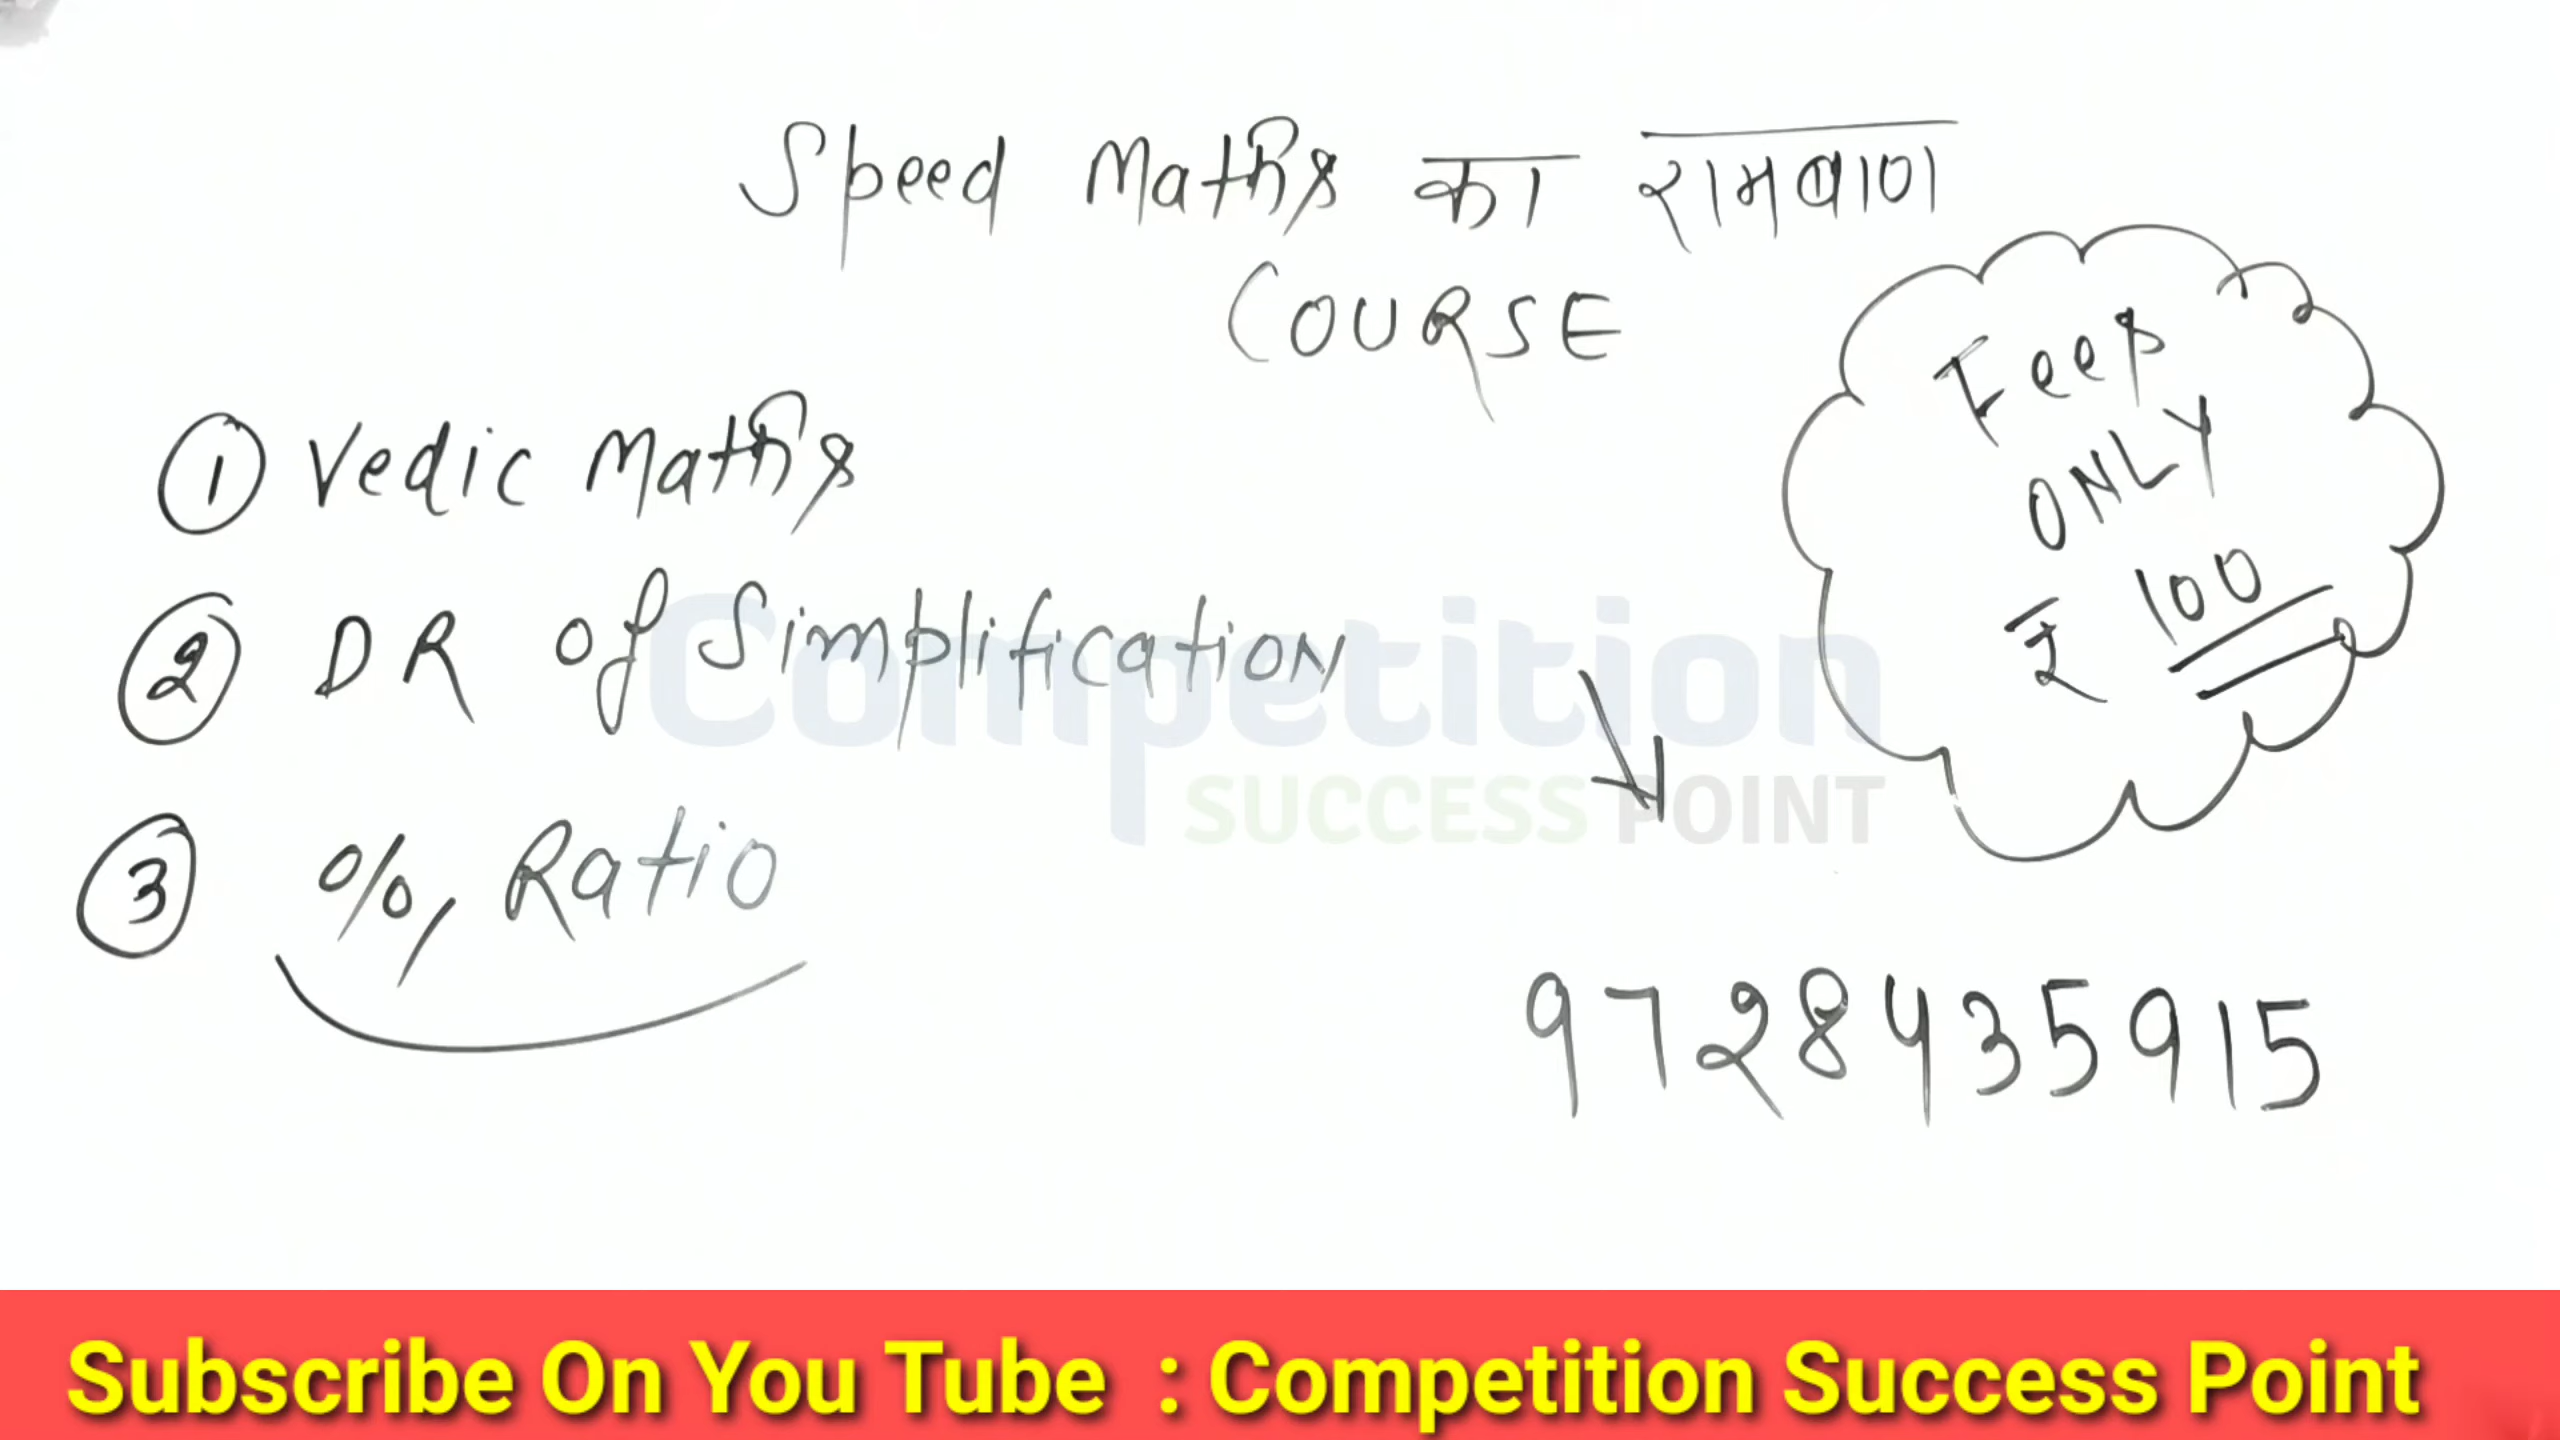 Speed Maths का रामबाण
COURSE
Fees
ONLY
₹ 100
① Vedic Maths
② DR of Simplification
③ %, Ratio
Competition
SUCCESS POINT
9728435915
Subscribe On You Tube : Competition Success Point